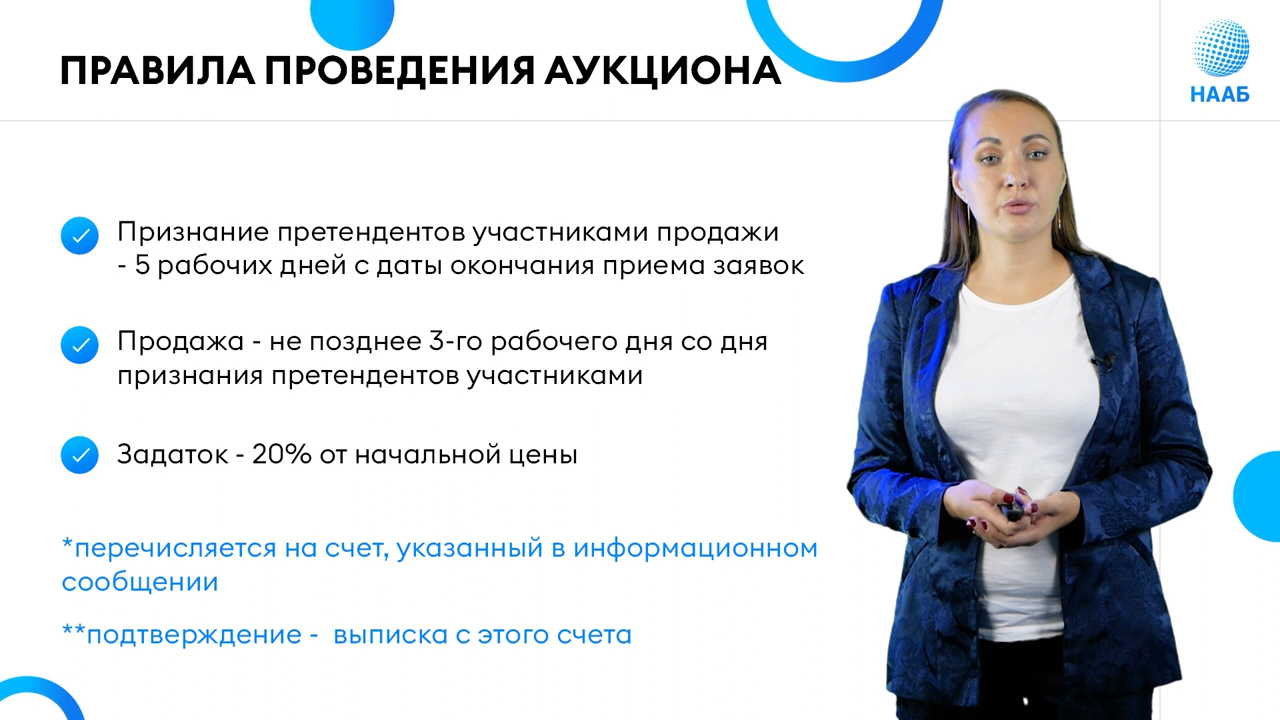 ПРАВИЛА ПРОВЕДЕНИЯ АУКЦИОНА
НААБ
Признание претендентов участниками продажи
- 5 рабочих дней с даты окончания приема заявок
Продажа - не позднее 3-го рабочего дня со дня
признания претендентов участниками
Задаток - 20% от начальной цены
*перечисляется на счет, указанный в информационном
сообщении
**подтверждение - выписка с этого счета